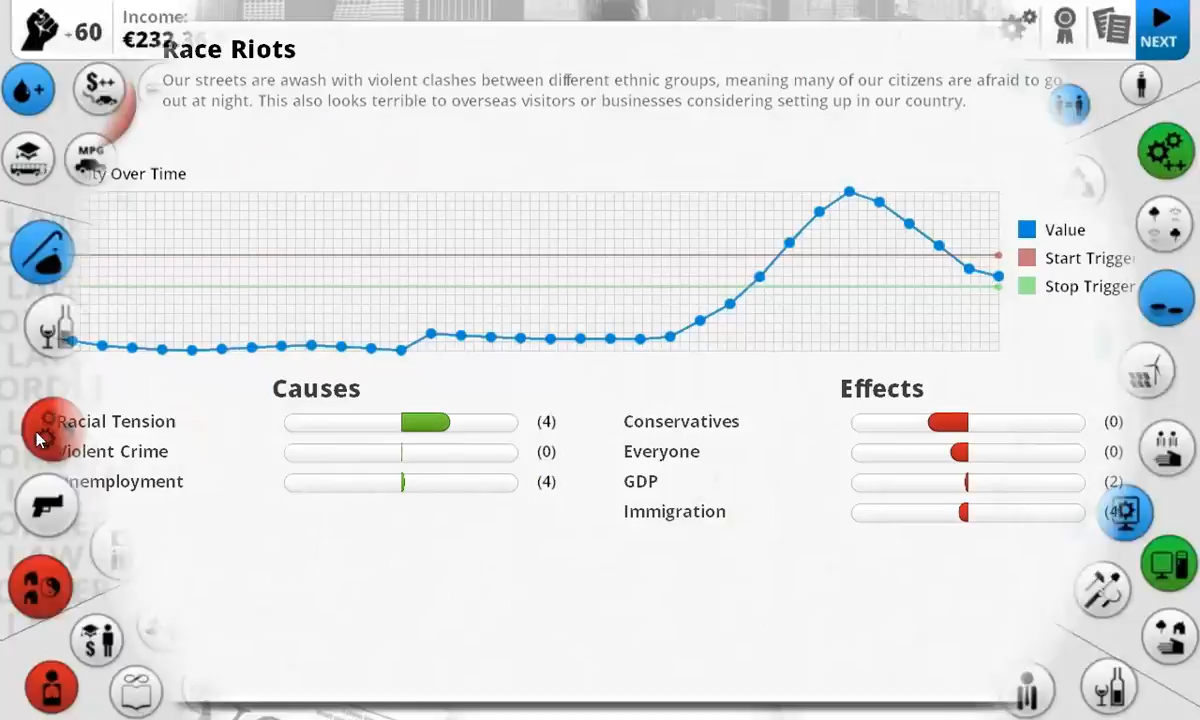 Income:
+60
€232
NEXT
Race Riots
Our streets are awash with violent clashes between different ethnic groups, meaning many of our citizens are afraid to go
out at night. This also looks terrible to overseas visitors or businesses considering setting up in our country.
$++
MPG
Over Time
Value
Start Trigger
Stop Trigger
Causes
Effects
Racial Tension (4)
Violent Crime (0)
Unemployment (4)
Conservatives (0)
Everyone (0)
GDP (2)
Immigration (4)